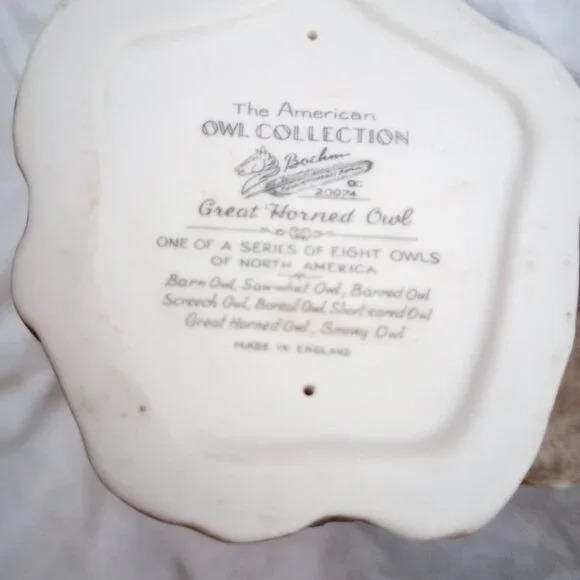 The American
OWL COLLECTION
Boehm
20074
Great Horned Owl
ONE OF A SERIES OF EIGHT OWLS
OF NORTH AMERICA
Barn Owl, Saw-whet Owl, Barred Owl
Screech Owl, Boreal Owl, Short-eared Owl
Great Horned Owl, Snowy Owl
MADE IN ENGLAND